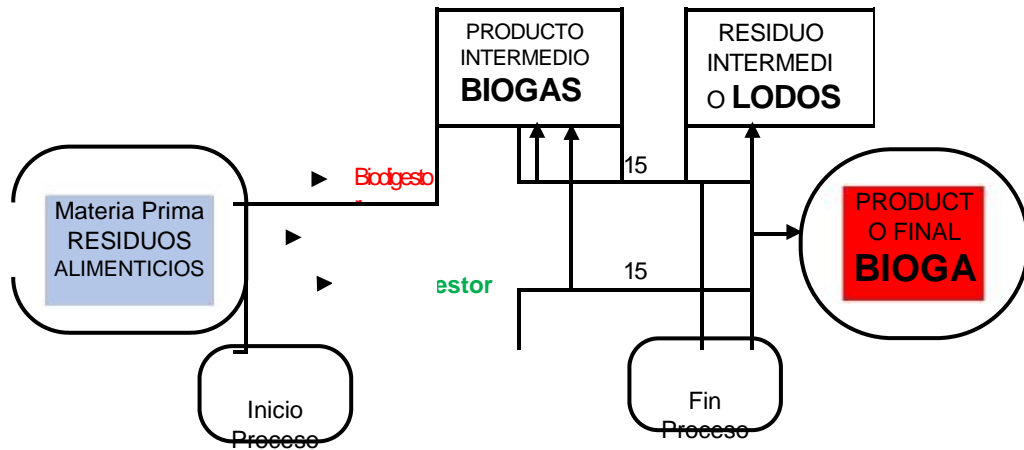 PRODUCTO
INTERMEDIO
BIOGAS
RESIDUO
INTERMEDI
O LODOS
15
Biodigesto
Materia Prima
RESIDUOS
ALIMENTICIOS
PRODUCT
O FINAL
BIOGA
15
estor
Inicio
Proceso
Fin
Proceso